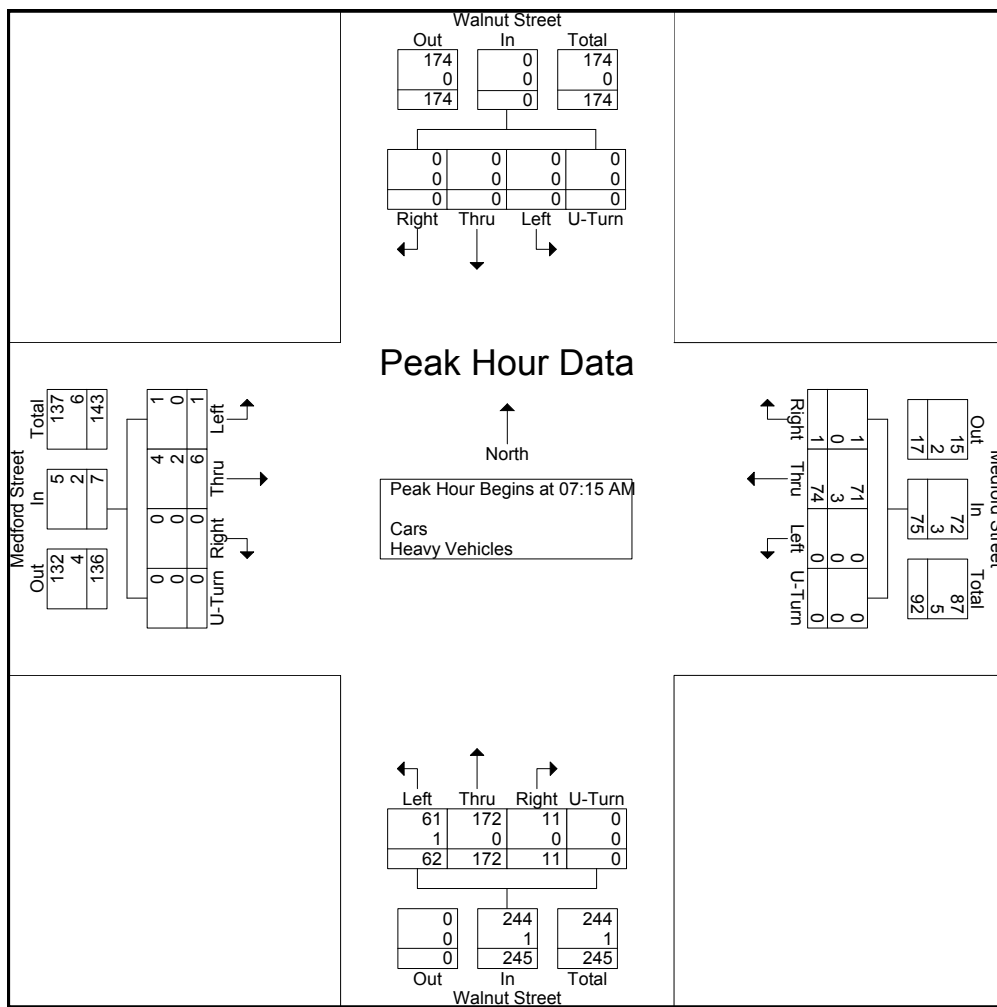 Walnut Street
Out In Total
174 0 174
0 0 0
174 0 174
0 0 0 0
0 0 0 0
0 0 0 0
Right Thru Left U-Turn
Peak Hour Data
North
Peak Hour Begins at 07:15 AM
Cars
Heavy Vehicles
Medford Street
Out In Total
132 5 137
4 2 6
136 7 143
U-Turn Right Thru Left
0 0 4 1
0 0 2 0
0 0 6 1
Medford Street
Out In Total
15 72 87
2 3 5
17 75 92
Right Thru Left U-Turn
1 71 0 0
0 3 0 0
1 74 0 0
Left Thru Right U-Turn
61 172 11 0
1 0 0 0
62 172 11 0
0 244 244
0 1 1
0 245 245
Out In Total
Walnut Street